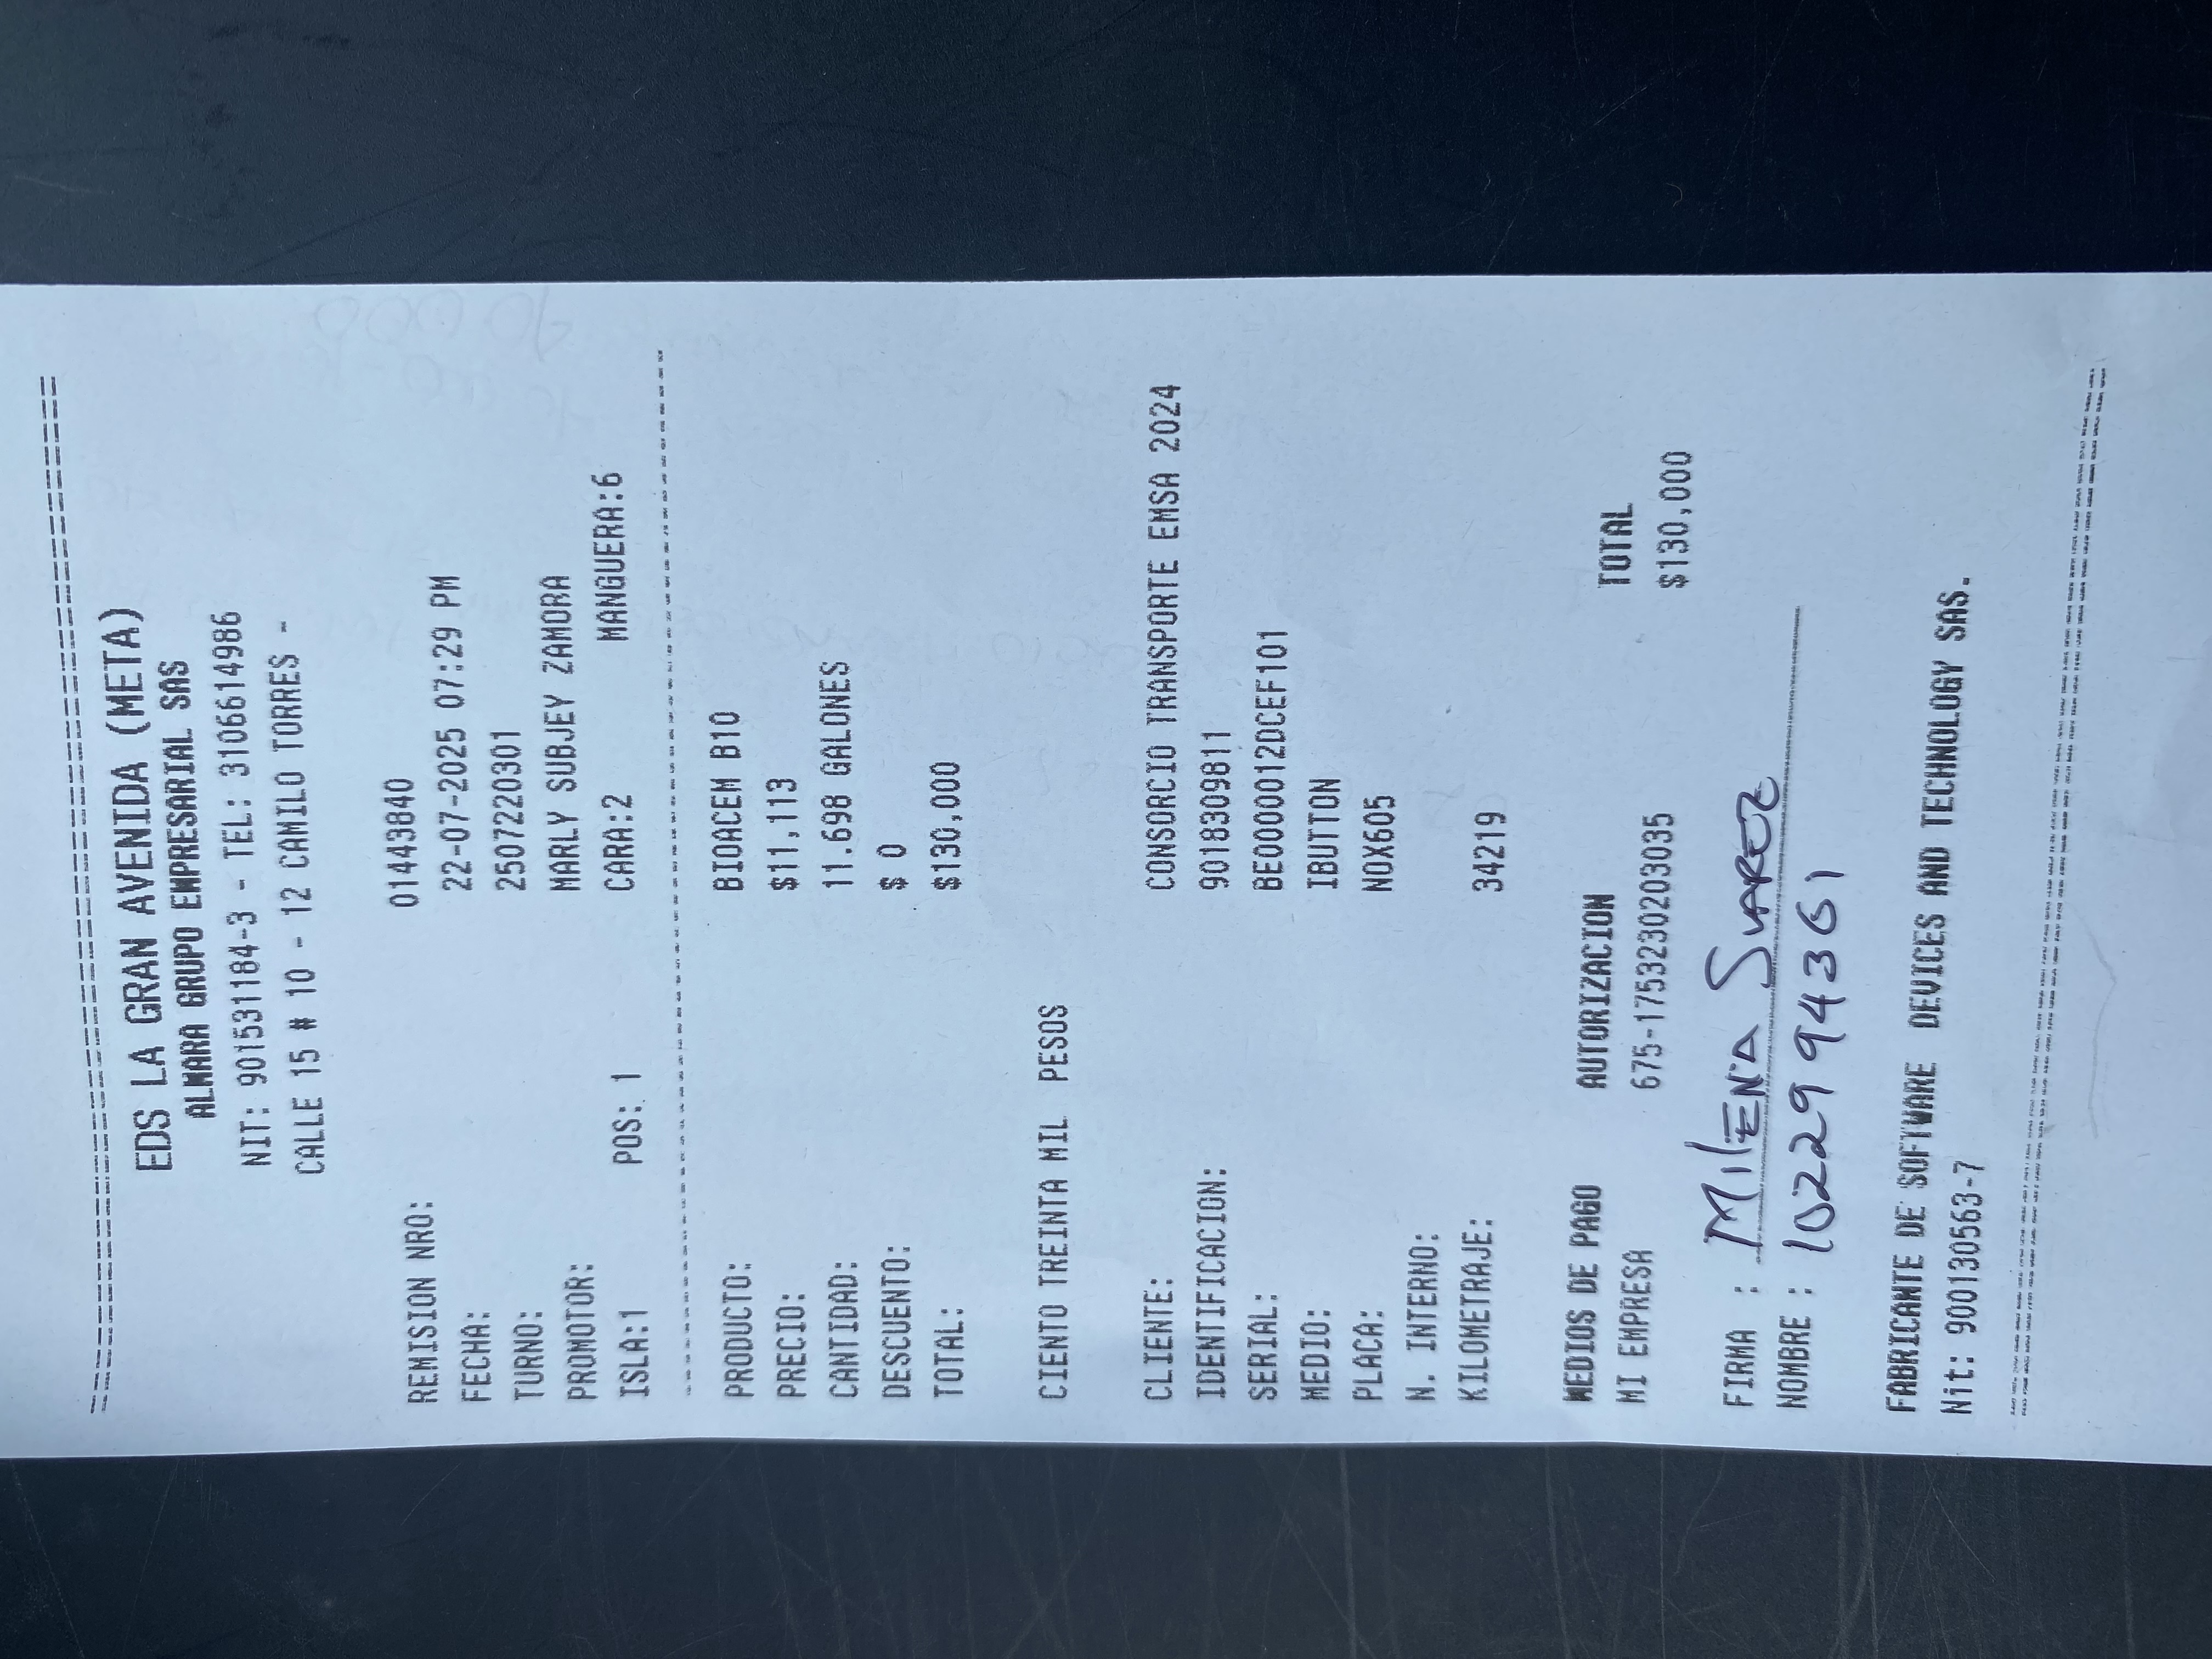 EDS LA GRAN AVENIDA (META)
ALMARA GRUPO EMPRESARIAL SAS
NIT: 901531184-3 - TEL: 3106614986
CALLE 15 # 10 - 12 CAMILO TORRES -
REMISION NRO: 01443840
FECHA: 22-07-2025 07:29 PM
TURNO: 250722030​1
PROMOTOR: MARLY SUBJEY ZAMORA
ISLA:1 POS: 1 CARA:2 MANGUERA:6
PRODUCTO: BIOACEM B10
PRECIO: $11,113
CANTIDAD: 11.698 GALONES
DESCUENTO: $ 0
TOTAL: $130,000
CIENTO TREINTA MIL PESOS
CLIENTE: CONSORCIO TRANSPORTE EMSA 2024
IDENTIFICACION: 901830981​1
SERIAL: BE000012DCEF101
MEDIO: IBUTTON
PLACA: NOX605
N. INTERNO:
KILOMETRAJE: 34219
MEDIOS DE PAGO AUTORIZACION TOTAL
MI EMPRESA 675-1753230203035 $130,000
FIRMA : MilENA SUAREZ
NOMBRE : 1022994361
FABRICANTE DE SOFTWARE DEVICES AND TECHNOLOGY SAS.
Nit: 900130563-7